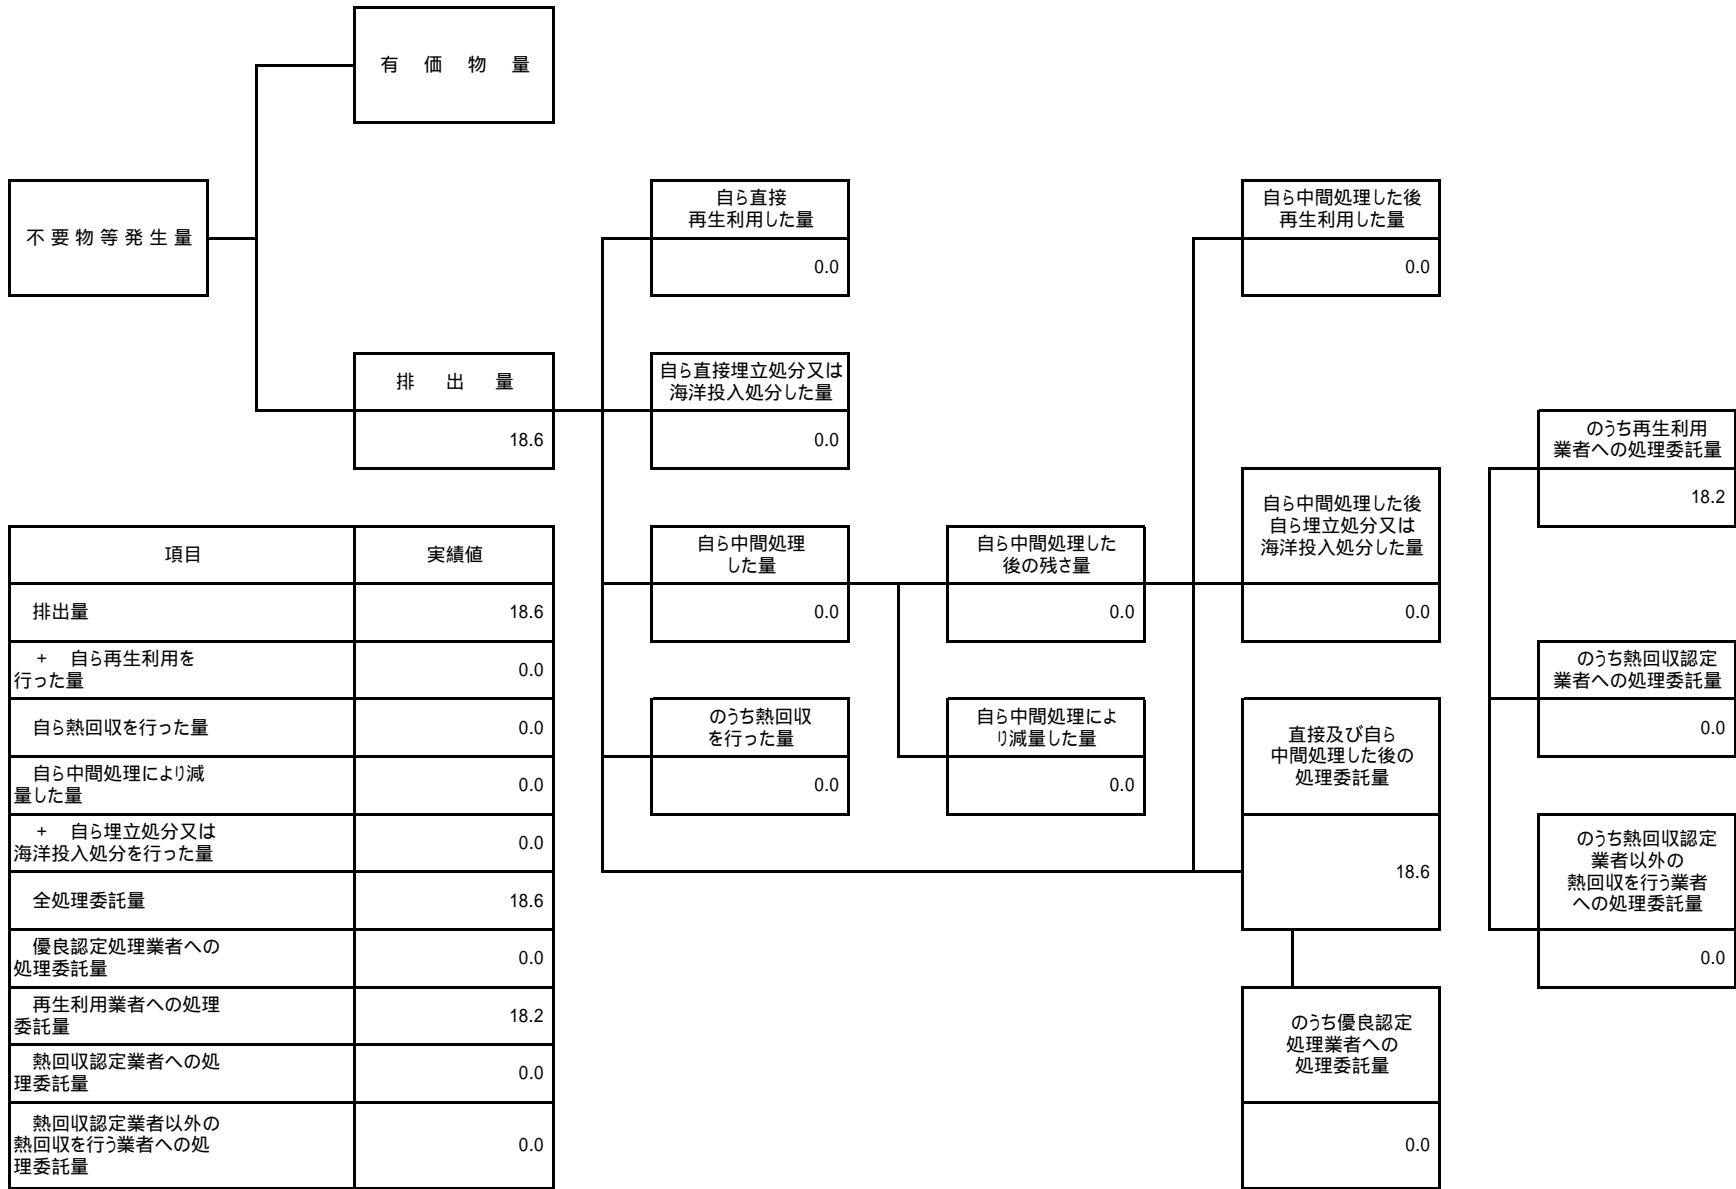 有 価 物 量
不 要 物 等 発 生 量
自ら直接
再生利用した量
0.0
自ら中間処理した後
再生利用した量
0.0
排 出 量
18.6
自ら直接埋立処分又は
海洋投入処分した量
0.0
のうち再生利用
業者への処理委託量
18.2
自ら中間処理
した量
0.0
自ら中間処理した
後の残さ量
0.0
自ら中間処理した後
自ら埋立処分又は
海洋投入処分した量
0.0
のうち熱回収認定
業者への処理委託量
0.0
のうち熱回収
を行った量
0.0
自ら中間処理によ
り減量した量
0.0
直接及び自ら
中間処理した後の
処理委託量
18.6
のうち熱回収認定
業者以外の
熱回収を行う業者
への処理委託量
0.0
のうち優良認定
処理業者への
処理委託量
0.0
項目 実績値
排出量 18.6
+ 自ら再生利用を
行った量 0.0
自ら熱回収を行った量 0.0
自ら中間処理により減
量した量 0.0
+ 自ら埋立処分又は
海洋投入処分を行った量 0.0
全処理委託量 18.6
優良認定処理業者への
処理委託量 0.0
再生利用業者への処理
委託量 18.2
熱回収認定業者への処
理委託量 0.0
熱回収認定業者以外の
熱回収を行う業者への処
理委託量 0.0